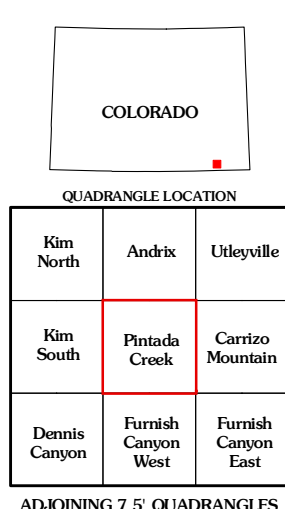 COLORADO
QUADRANGLE LOCATION
Kim
North
Andrix
Utleyville
Kim
South
Pintada
Creek
Carrizo
Mountain
Dennis
Canyon
Furnish
Canyon
West
Furnish
Canyon
East
ADJOINING 7.5' QUADRANGLES